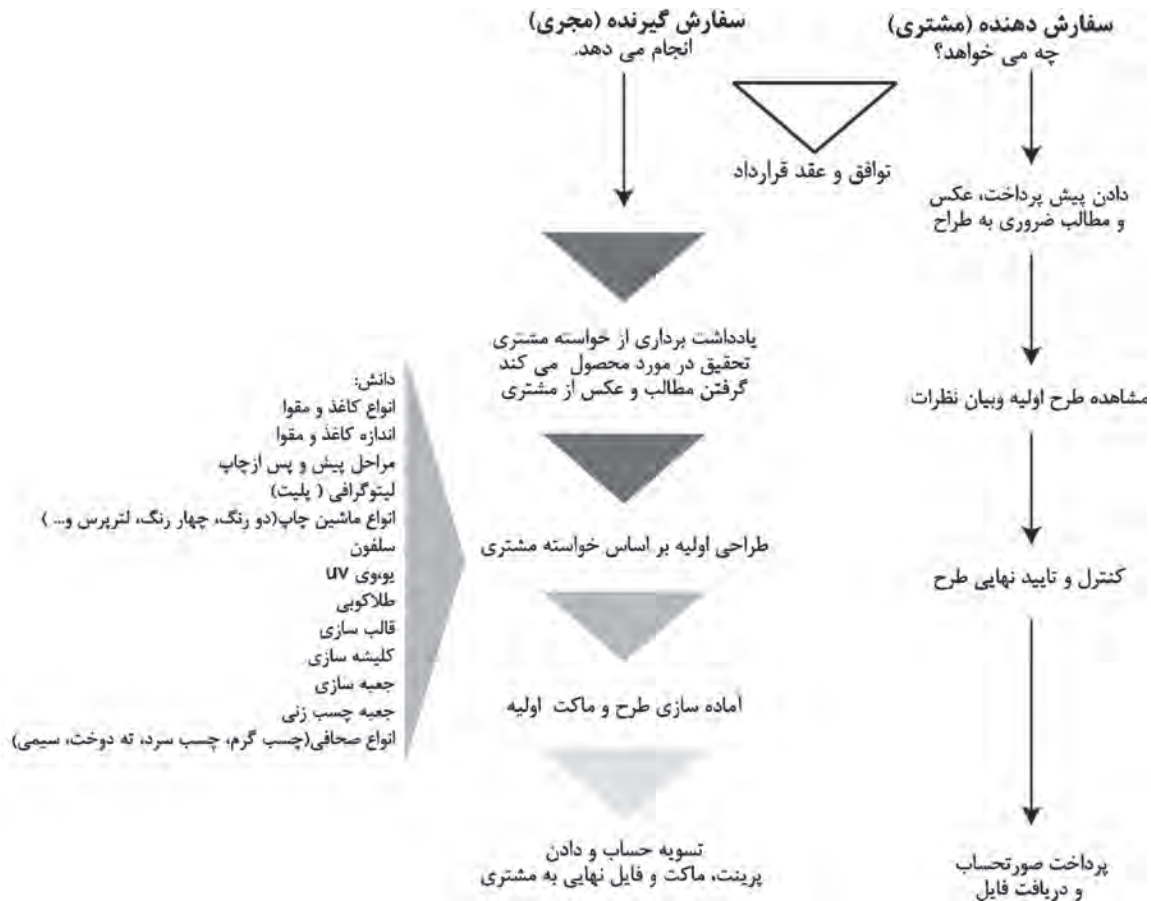 سفارش دهنده (مشتری)
چه می خواهد؟
دادن پیش پرداخت، عکس
و مطالب ضروری به طراح
مشاهده طرح اولیه وبیان نظرات
کنترل و تایید نهایی طرح
پرداخت صورتحساب
و دریافت فایل
توافق و عقد قرارداد
سفارش گیرنده (مجری)
انجام می دهد.
یادداشت برداری از خواسته مشتری
تحقیق در مورد محصول می کند
گرفتن مطالب و عکس از مشتری
طراحی اولیه بر اساس خواسته مشتری
آماده سازی طرح و ماکت اولیه
تسویه حساب و دادن
پرینت، ماکت و فایل نهایی به مشتری
دانش:
انواع کاغذ و مقوا
اندازه کاغذ و مقوا
مراحل پیش و پس ازچاپ
لیتوگرافی ( پلیت)
انواع ماشین چاپ(دو رنگ، چهار رنگ، لترپرس و... )
سلفون
یووی uv
طلاکوبی
قالب سازی
کلیشه سازی
جعبه سازی
جعبه چسب زنی
انواع صحافی(چسب گرم، چسب سرد، ته دوخت، سیمی)